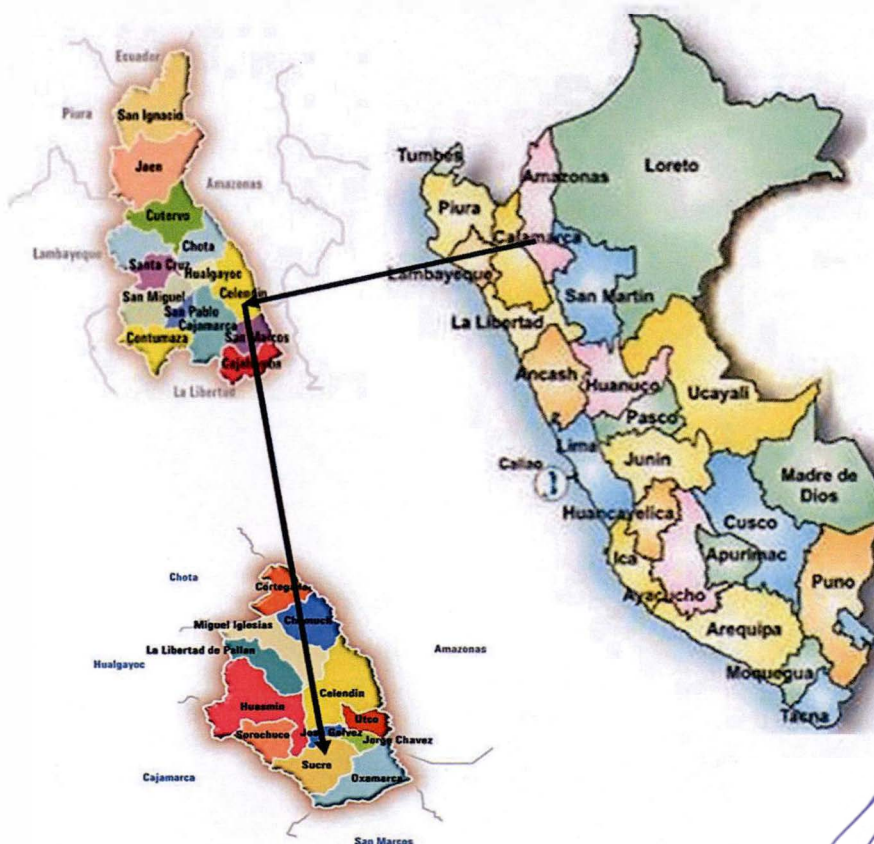 Ecuador
Piura
San Ignacio
Jaen
Amazonas
Cutervo
Chota
Lambayeque
Santa Cruz
Hualgayoc
San Miguel
Celendin
San Pablo
Cajamarca
San Marcos
Contumaza
Cajabamba
La Libertad
Tumbes
Loreto
Amazonas
Piura
Cajamarca
Lambayeque
San Martin
La Libertad
Ancash
Huanuco
Ucayali
Pasco
Lima
Junin
Callao
Madre de
Dios
Huancavelica
Cusco
Ica
Apurimac
Puno
Ayacucho
Arequipa
Moquegua
Tacna
Chota
Cortegana
Chumuch
Miguel Iglesias
La Libertad de Pallan
Amazonas
Hualgayoc
Celendin
Huasmin
Utco
Sorochuco
Jose Galvez
Jorge Chavez
Sucre
Oxamarca
Cajamarca
San Marcos